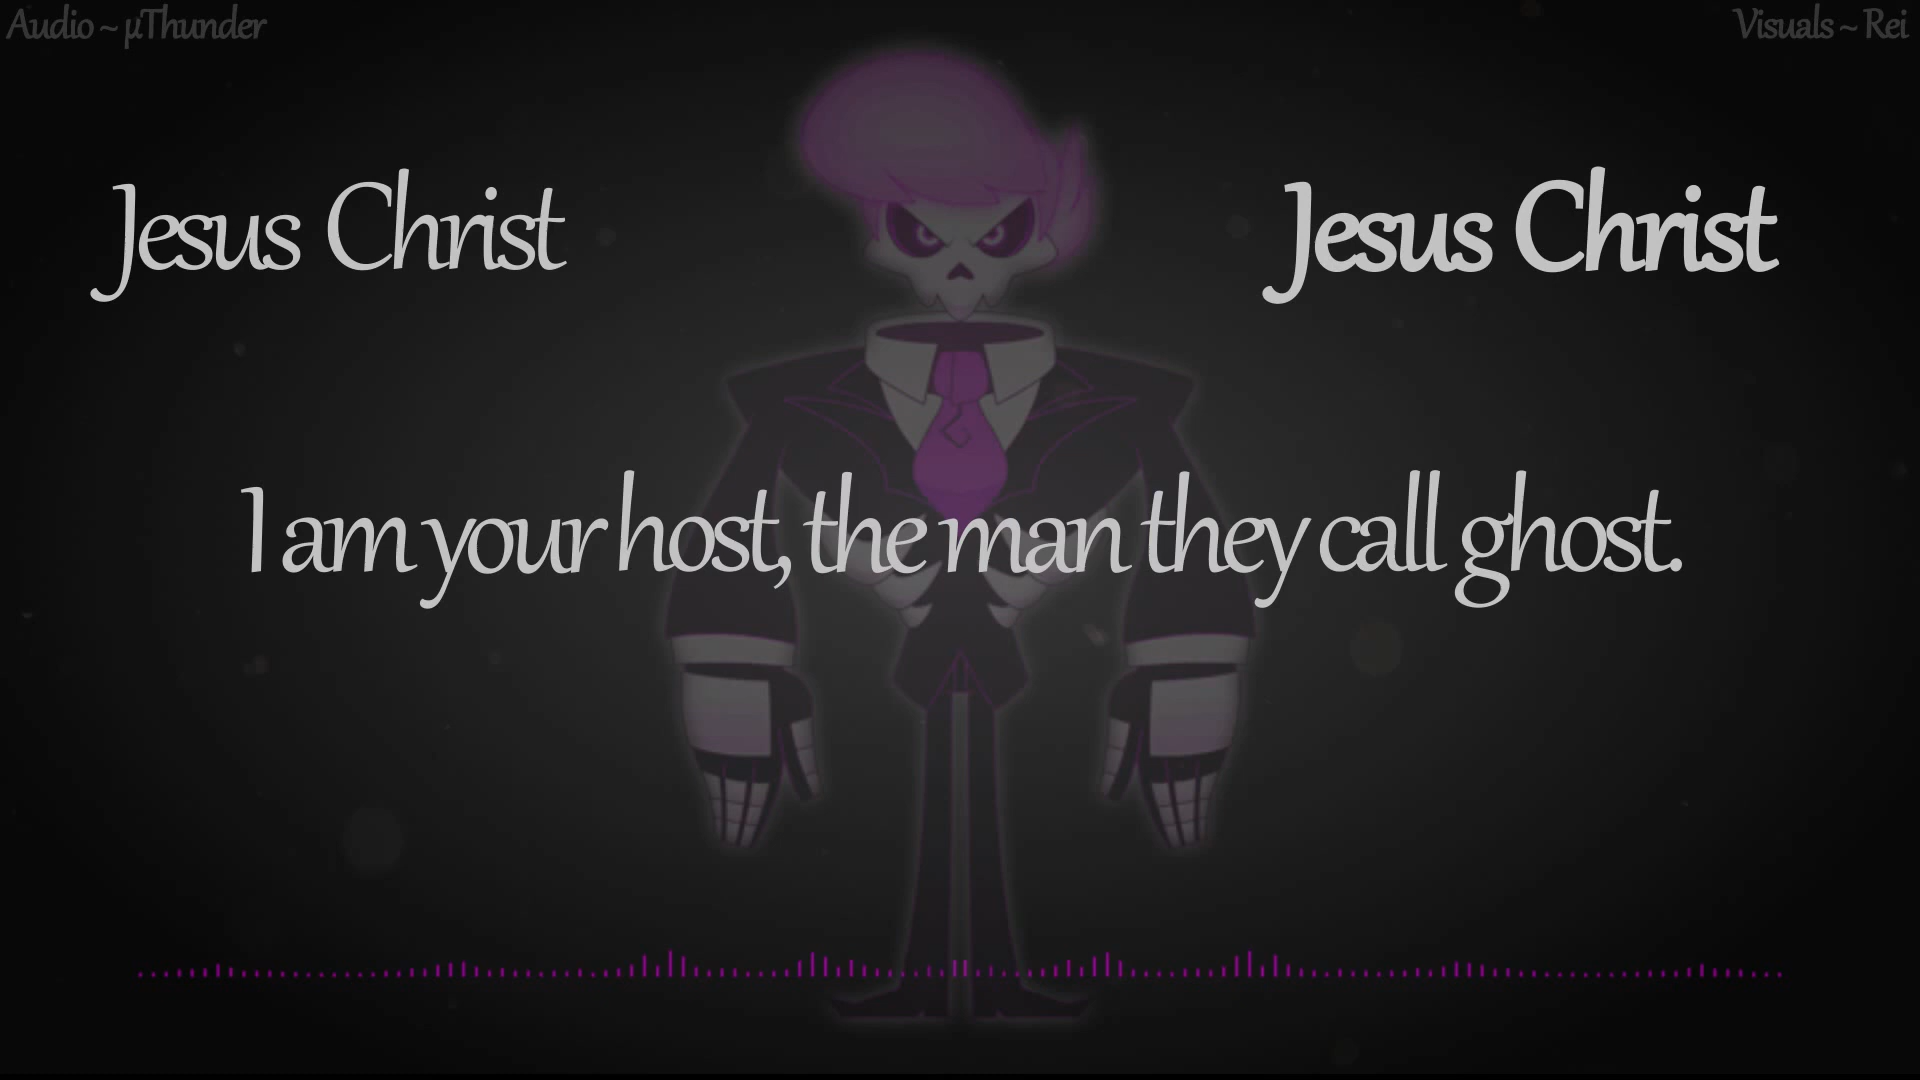 Audio ~ µThunder
Visuals ~ Rei
Jesus Christ
Jesus Christ
I am your host, the man they call ghost.